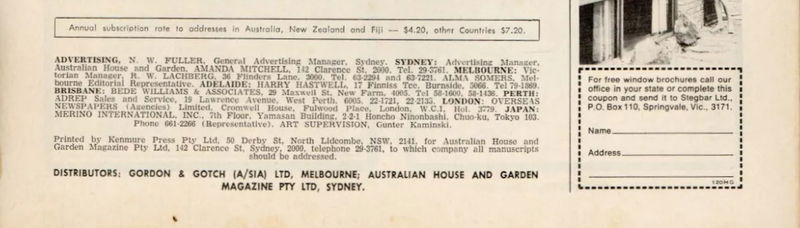 Annual subscription rate to addresses in Australia, New Zealand and Fiji — $4.20, other Countries $7.20.
ADVERTISING, N. W. FULLER, General Advertising Manager, Sydney. SYDNEY: Advertising Manager,
Australian House and Garden, AMANDA MITCHELL, 142 Clarence St, 2000. Tel. 29-3761. MELBOURNE: Vic-
torian Manager, R. W. LACHBERG, 36 Flinders Lane, 3000. Tel. 63-2294 and 63-7221. ALMA SOMERS, Mel-
bourne Editorial Representative. ADELAIDE: HARRY HASTWELL, 17 Finniss Tce, Burnside, 5066. Tel 79-1869.
BRISBANE: BEDE WILLIAMS & ASSOCIATES, 29 Maxwell St, New Farm, 4005. Tel 58-1600, 58-1436. PERTH:
ADREP Sales and Service, 19 Lawrence Avenue, West Perth, 6005. 22-1721, 22-2135. LONDON: OVERSEAS
NEWSPAPERS (Agencies) Limited, Cromwell House, Fulwood Place, London, W.C.1, Hol. 3779. JAPAN:
MERINO INTERNATIONAL, INC., 7th Floor, Yamasan Building, 2-2-1 Honcho Ninonbashi, Chuo-ku, Tokyo 103.
Phone 661-2266 (Representative). ART SUPERVISION, Gunter Kaminski.
Printed by Kenmure Press Pty Ltd, 50 Derby St, North Lidcombe, NSW, 2141, for Australian House and
Garden Magazine Pty Ltd, 142 Clarence St, Sydney, 2000, telephone 29-3761, to which company all manuscripts
should be addressed.
DISTRIBUTORS: GORDON & GOTCH (A/SIA) LTD, MELBOURNE; AUSTRALIAN HOUSE AND GARDEN
MAGAZINE PTY LTD, SYDNEY.
For free window brochures call our
office in your state or complete this
coupon and send it to Stegbar Ltd.,
P.O. Box 110, Springvale, Vic., 3171.
Name
Address
120MG